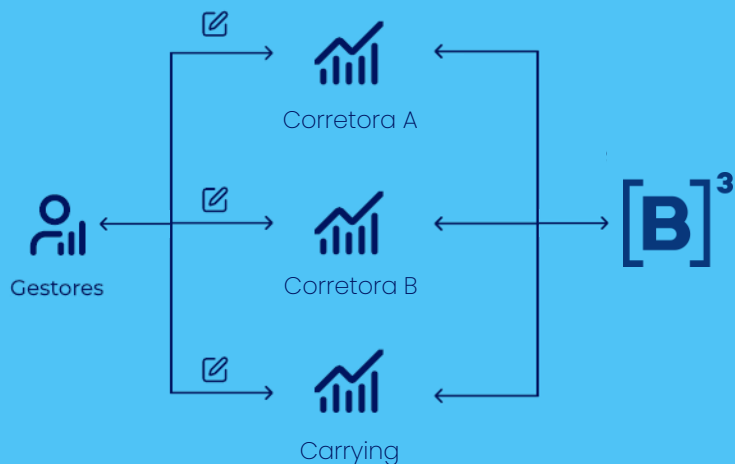 Corretora A
[B]³
Gestores
Corretora B
Carrying